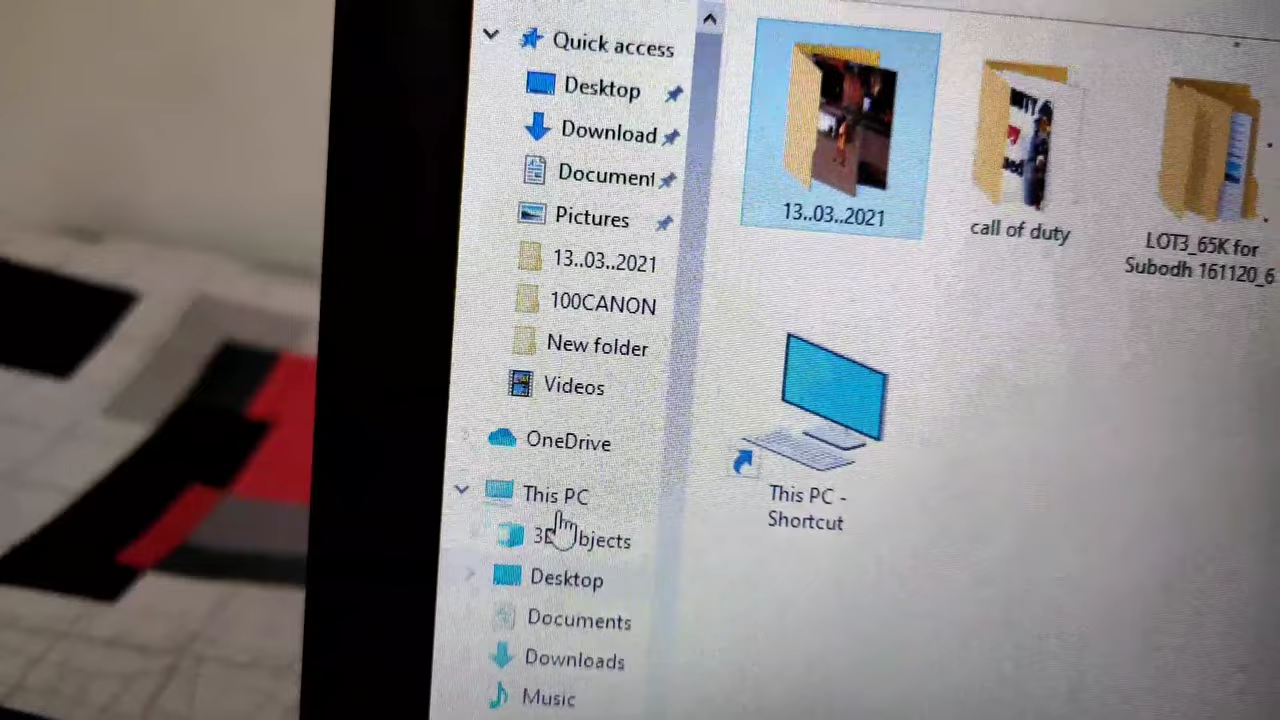 Quick access
Desktop
Download
Document
Pictures
13..03..2021
100CANON
New folder
Videos
OneDrive
This PC
3D Objects
Desktop
Documents
Downloads
Music
13..03..2021
call of duty
LOT3_65K for
Subodh 161120_6
This PC -
Shortcut